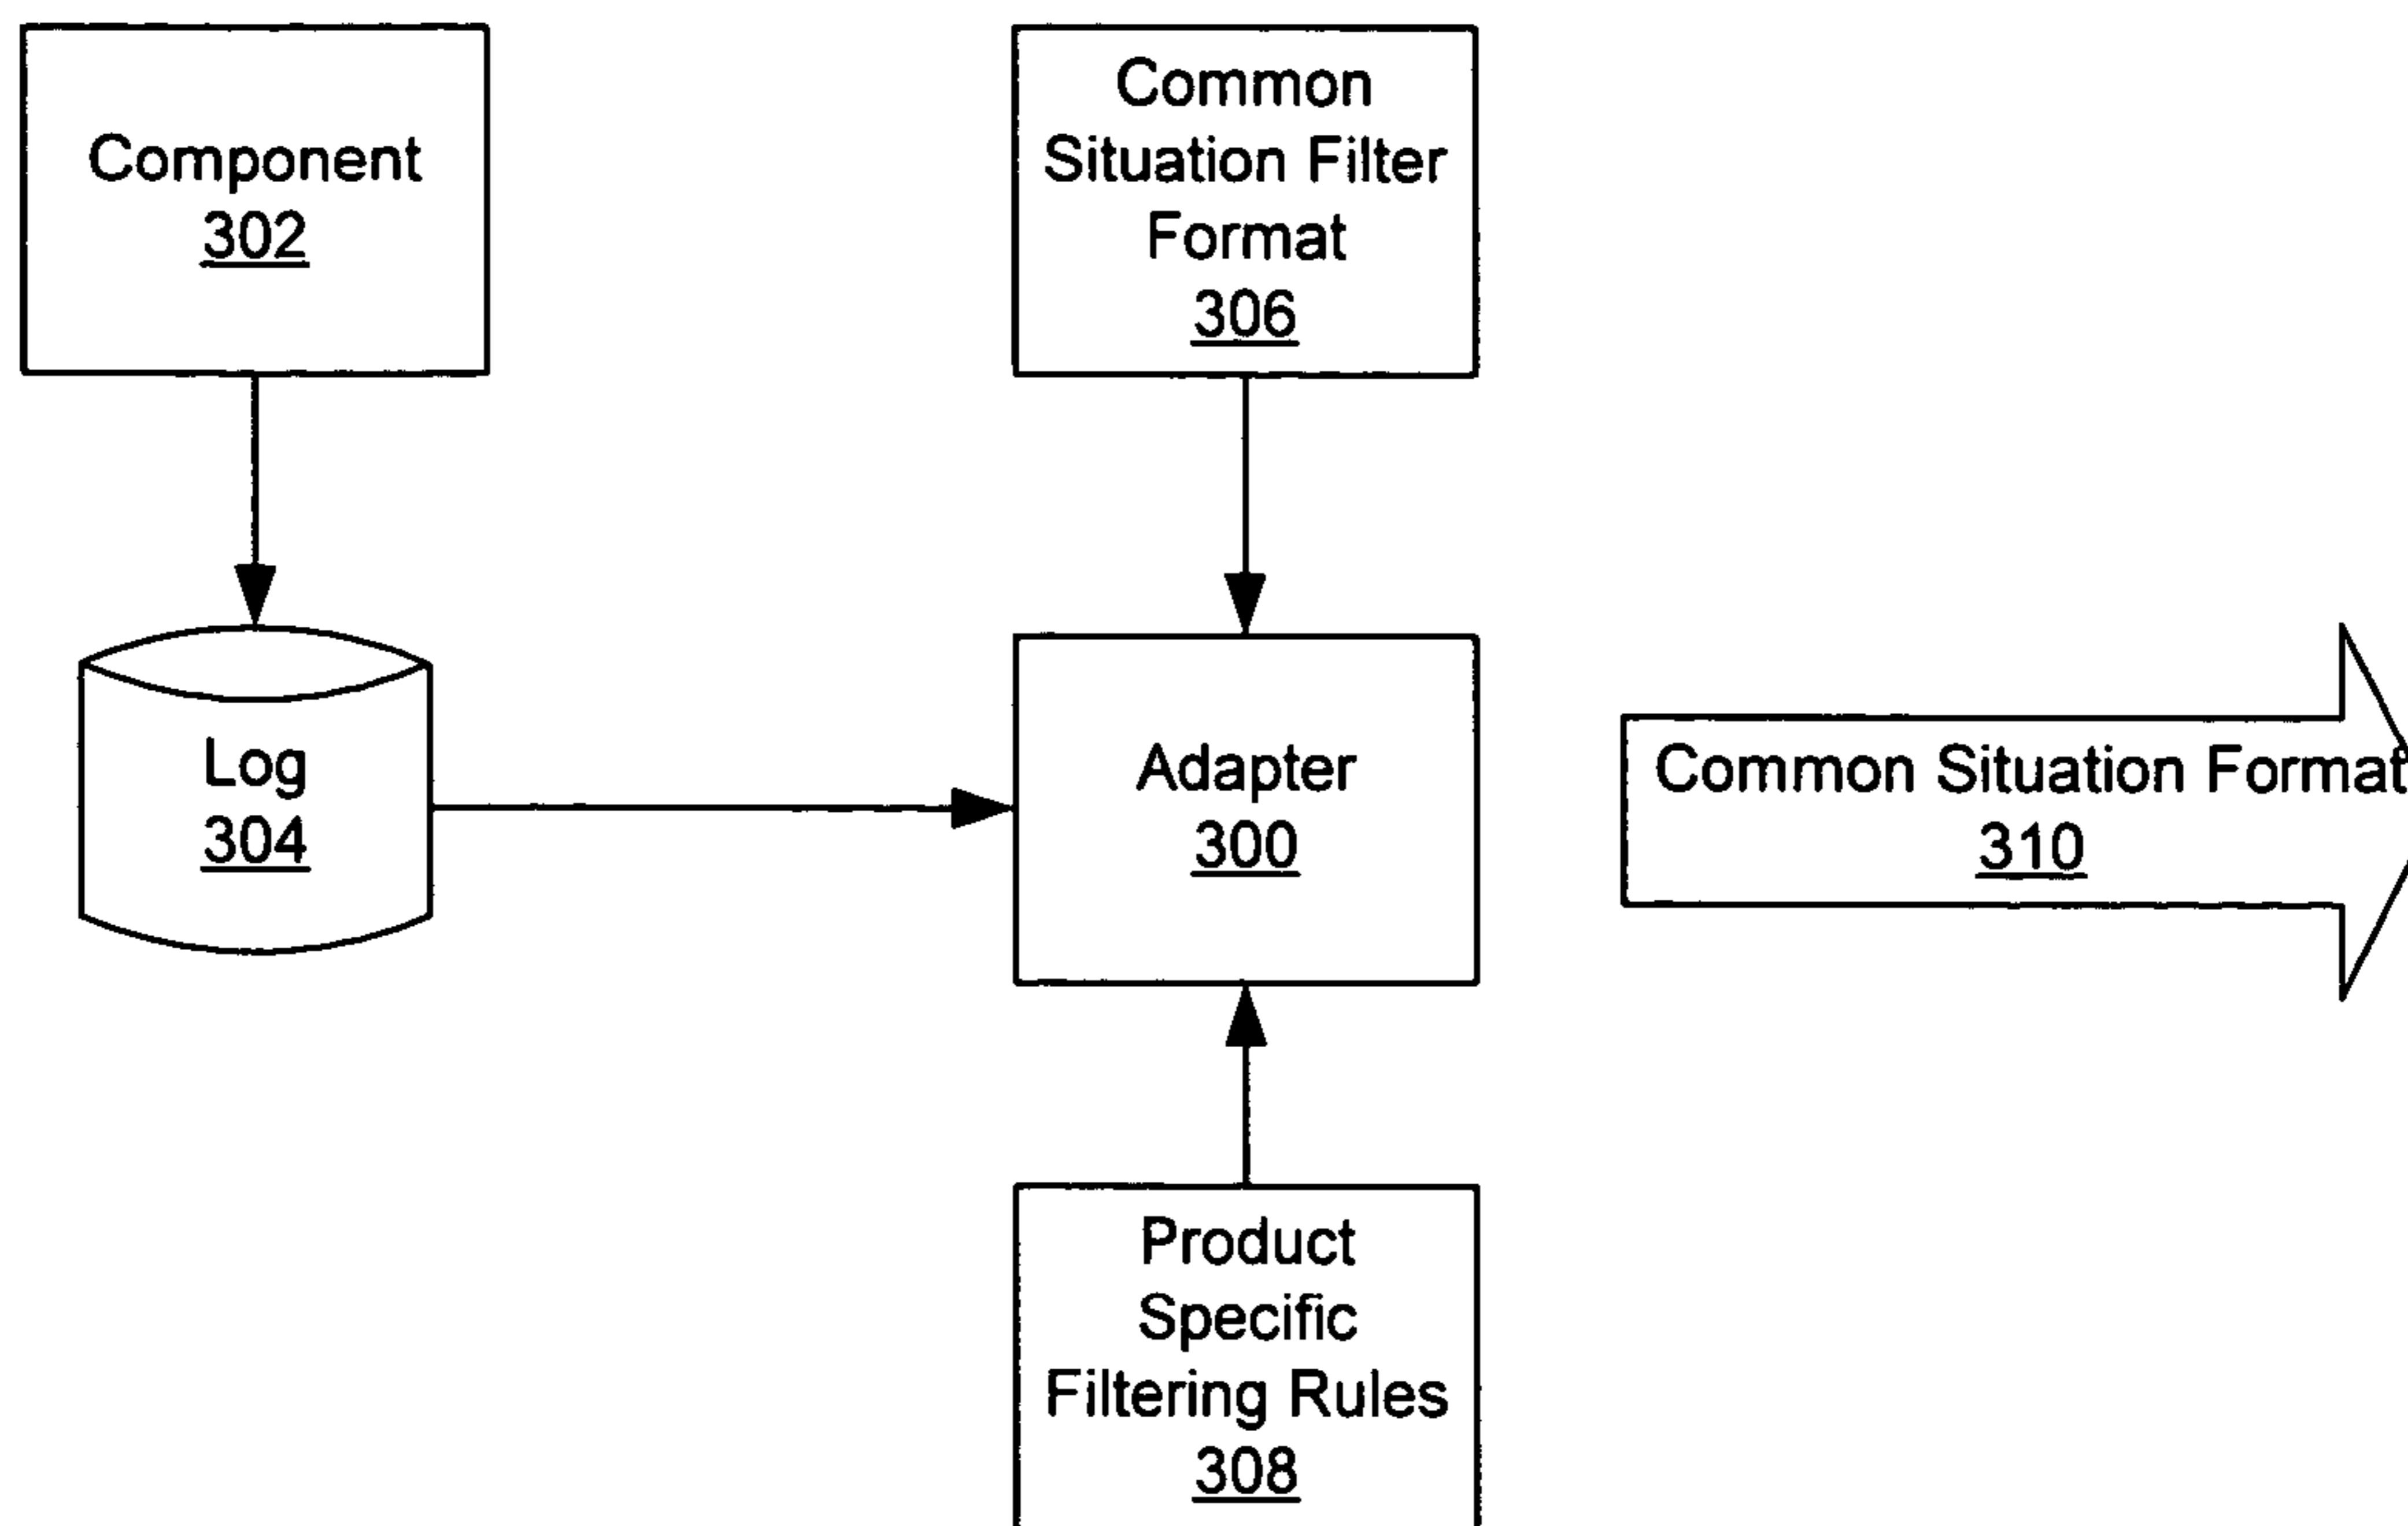 Component
302
Common
Situation Filter
Format
306
Log
304
Adapter
300
Common Situation Format
310
Product
Specific
Filtering Rules
308